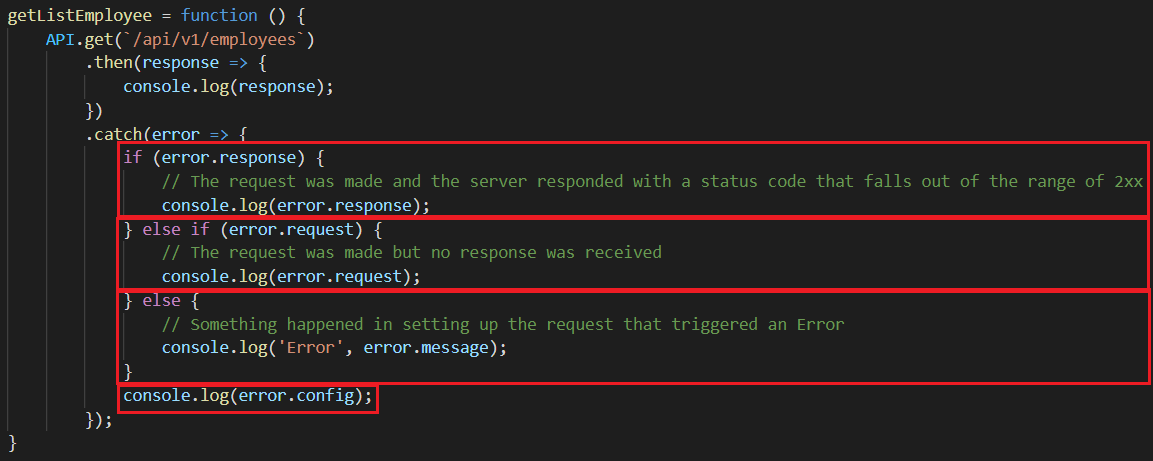 getListEmployee = function () {
    API.get(`/api/v1/employees`)
        .then(response => {
            console.log(response);
        })
        .catch(error => {
            if (error.response) {
                // The request was made and the server responded with a status code that falls out of the range of 2xx
                console.log(error.response);
            } else if (error.request) {
                // The request was made but no response was received
                console.log(error.request);
            } else {
                // Something happened in setting up the request that triggered an Error
                console.log('Error', error.message);
            }
            console.log(error.config);
        });
}